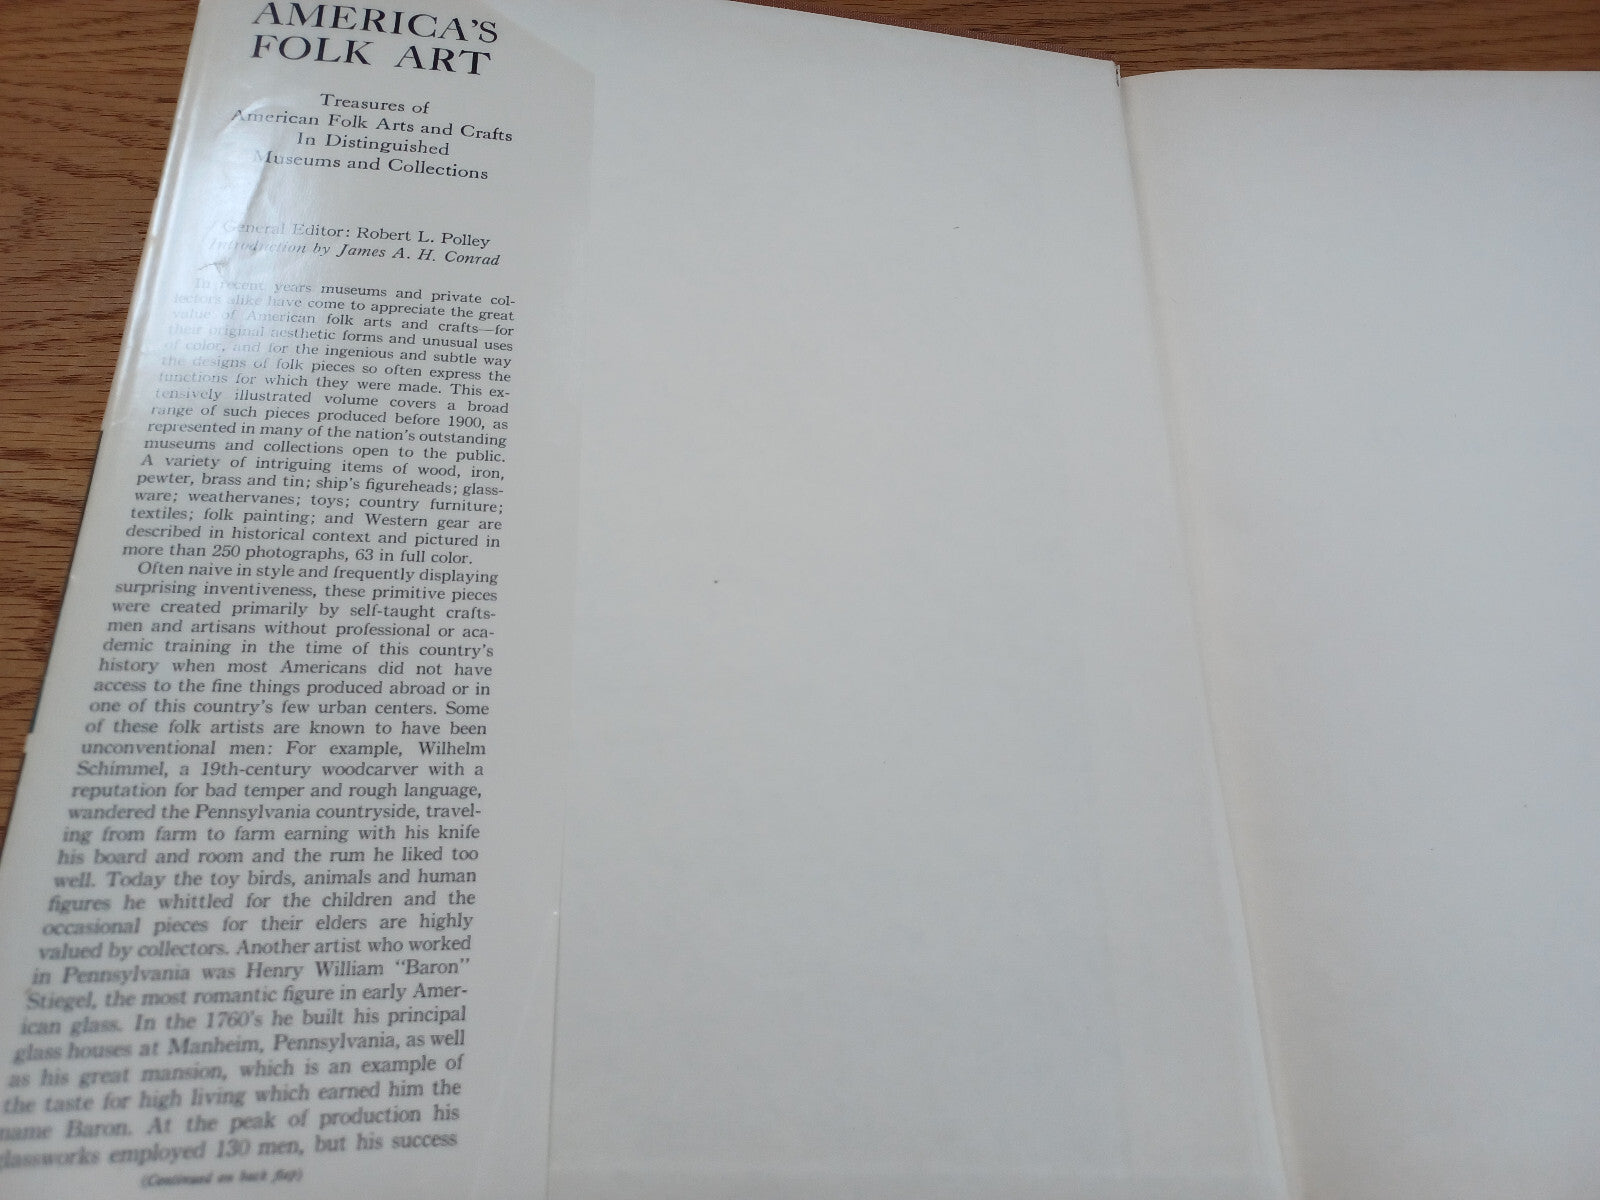 AMERICA'S
FOLK ART
Treasures of
American Folk Arts and Crafts
In Distinguished
Museums and Collections
General Editor: Robert L. Polley
Introduction by James A. H. Conrad
In recent years museums and private col-
lectors alike have come to appreciate the great
value of American folk arts and crafts—for
their original aesthetic forms and unusual uses
of color, and for the ingenious and subtle way
the designs of folk pieces so often express the
functions for which they were made. This ex-
tensively illustrated volume covers a broad
range of such pieces produced before 1900, as
represented in many of the nation's outstanding
museums and collections open to the public.
A variety of intriguing items of wood, iron,
pewter, brass and tin; ship's figureheads; glass-
ware; weathervanes; toys; country furniture;
textiles; folk painting; and Western gear are
described in historical context and pictured in
more than 250 photographs, 63 in full color.
Often naive in style and frequently displaying
surprising inventiveness, these primitive pieces
were created primarily by self-taught crafts-
men and artisans without professional or aca-
demic training in the time of this country's
history when most Americans did not have
access to the fine things produced abroad or in
one of this country's few urban centers. Some
of these folk artists are known to have been
unconventional men: For example, Wilhelm
Schimmel, a 19th-century woodcarver with a
reputation for bad temper and rough language,
wandered the Pennsylvania countryside, travel-
ing from farm to farm earning with his knife
his board and room and the rum he liked too
well. Today the toy birds, animals and human
figures he whittled for the children and the
occasional pieces for their elders are highly
valued by collectors. Another artist who worked
in Pennsylvania was Henry William "Baron"
Stiegel, the most romantic figure in early Amer-
ican glass. In the 1760's he built his principal
glass houses at Manheim, Pennsylvania, as well
as his great mansion, which is an example of
the taste for high living which earned him the
name Baron. At the peak of production his
glassworks employed 130 men, but his success
(Continued on back flap)